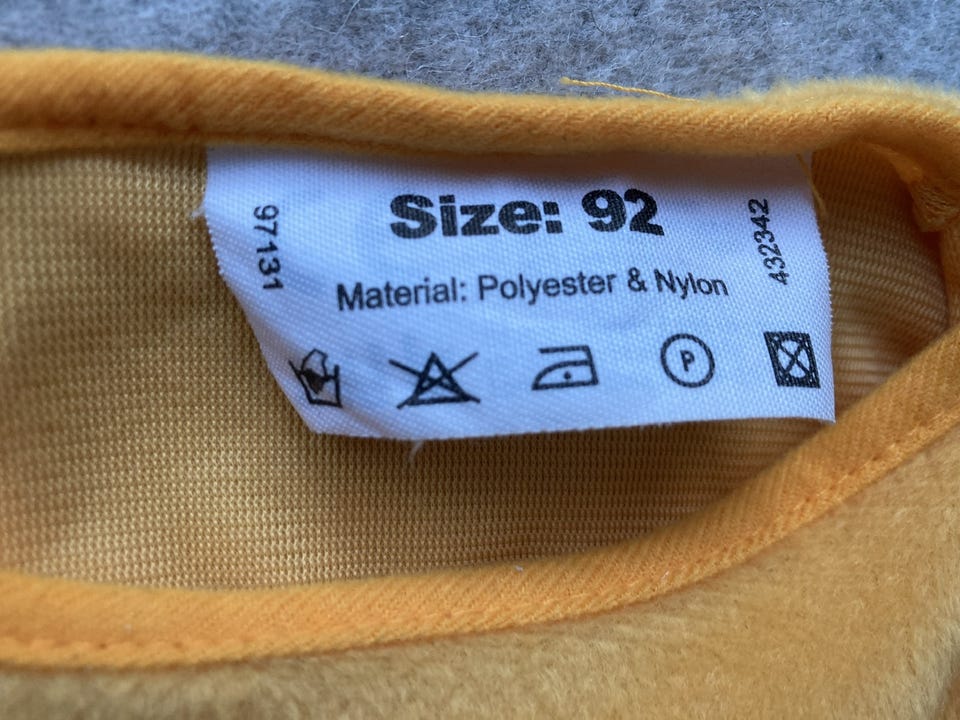 Size: 92
Material: Polyester & Nylon
97131
432342
P